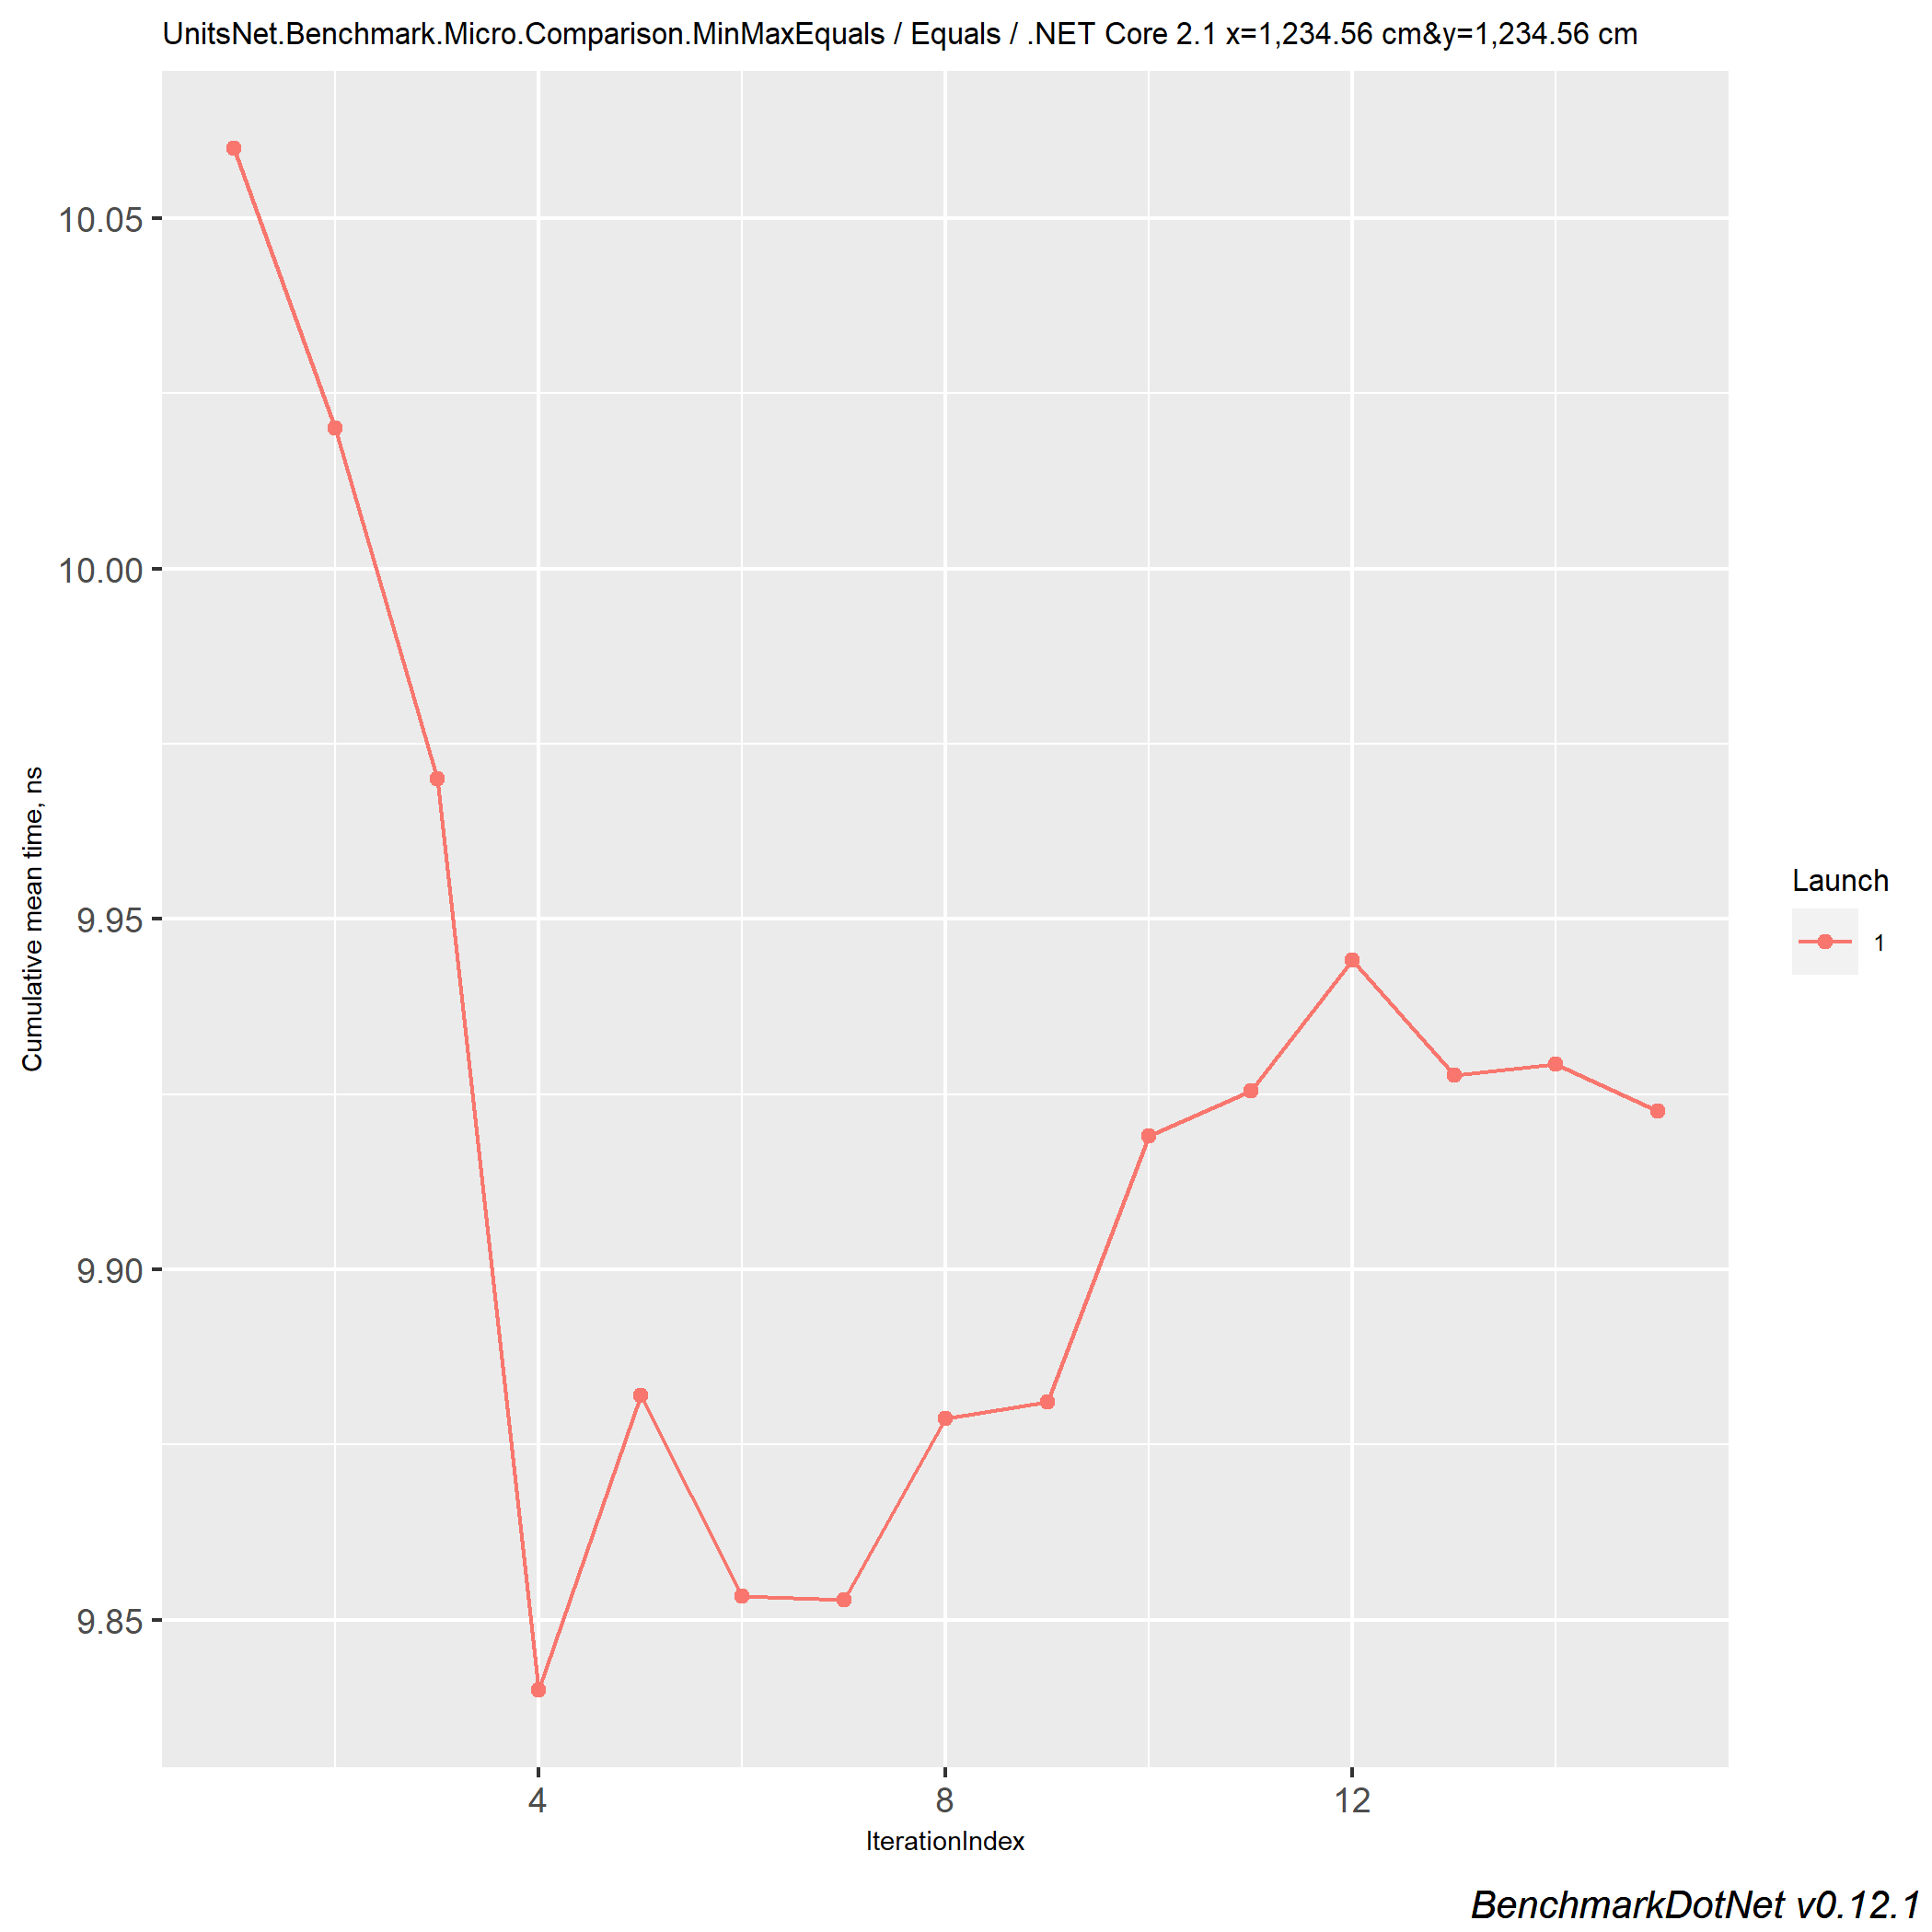 UnitsNet.Benchmark.Micro.Comparison.MinMaxEquals / Equals / .NET Core 2.1 x=1,234.56 cm&y=1,234.56 cm
10.05
10.00
9.95
9.90
9.85
Cumulative mean time, ns
4
8
12
IterationIndex
Launch
1
BenchmarkDotNet v0.12.1